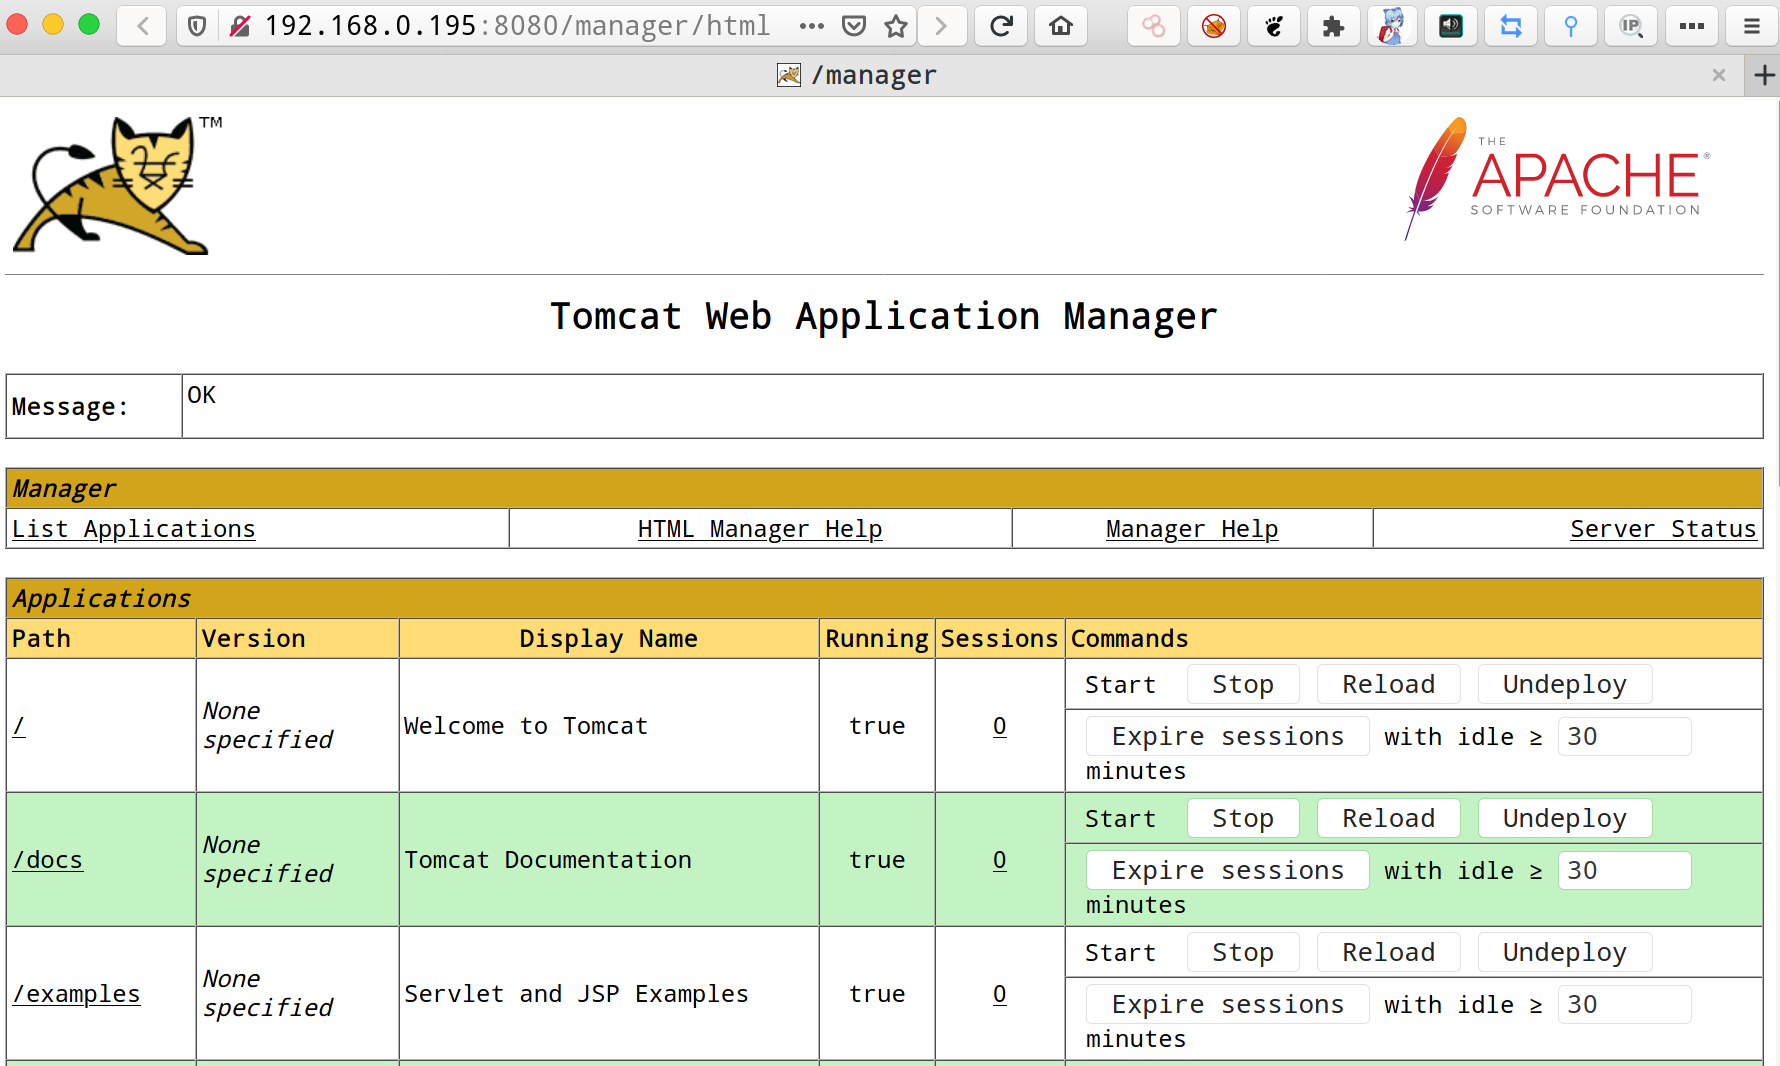 192.168.0.195:8080/manager/html
IP
/manager
TM
THE
APACHE®
SOFTWARE FOUNDATION
Tomcat Web Application Manager
Message: OK
Manager
List Applications HTML Manager Help Manager Help Server Status
Applications
Path Version Display Name Running Sessions Commands
/ None specified Welcome to Tomcat true 0 Start Stop Reload Undeploy
Expire sessions with idle ≥ 30 minutes
/docs None specified Tomcat Documentation true 0 Start Stop Reload Undeploy
Expire sessions with idle ≥ 30 minutes
/examples None specified Servlet and JSP Examples true 0 Start Stop Reload Undeploy
Expire sessions with idle ≥ 30 minutes